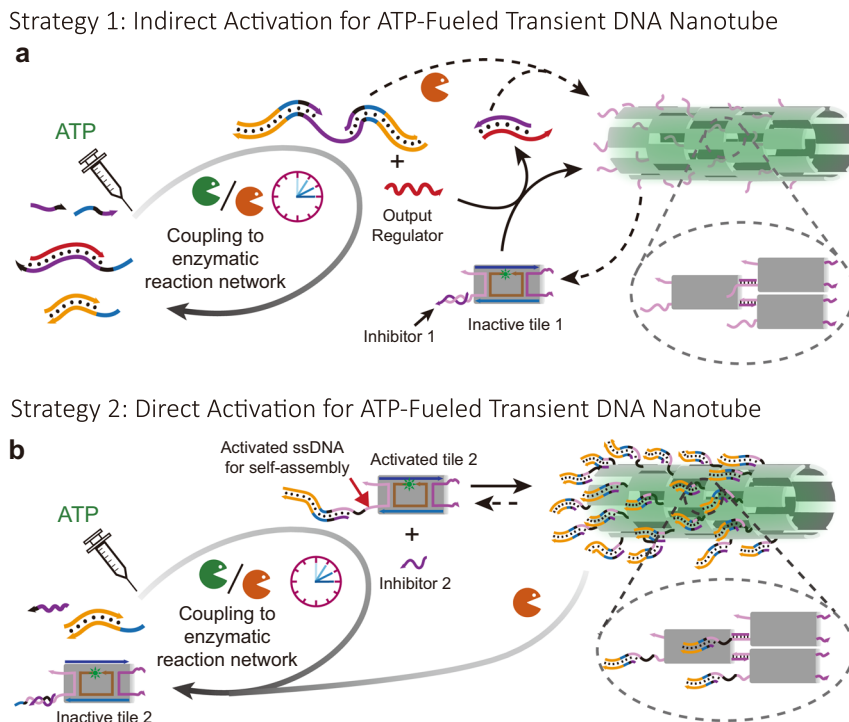 Strategy 1: Indirect Activation for ATP-Fueled Transient DNA Nanotube
a
ATP
Coupling to
enzymatic
reaction network
+
Output
Regulator
Inhibitor 1
Inactive tile 1
Strategy 2: Direct Activation for ATP-Fueled Transient DNA Nanotube
b
Activated ssDNA
for self-assembly
Activated tile 2
ATP
+
Inhibitor 2
Coupling to
enzymatic
reaction network
Inactive tile 2